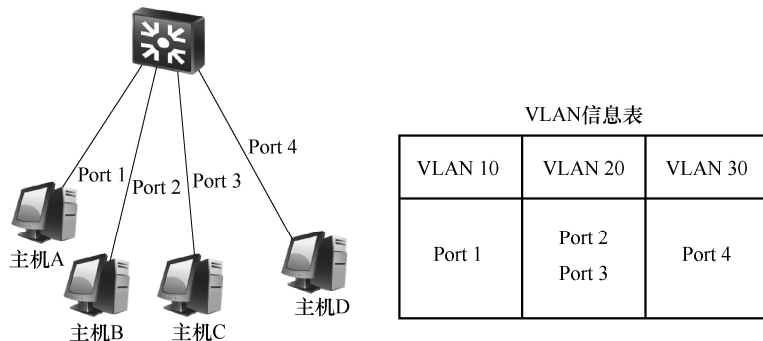 Port 1
Port 2
Port 3
Port 4
主机A
主机B
主机C
主机D
VLAN信息表
VLAN 10 VLAN 20 VLAN 30
Port 1
Port 2
Port 3
Port 4